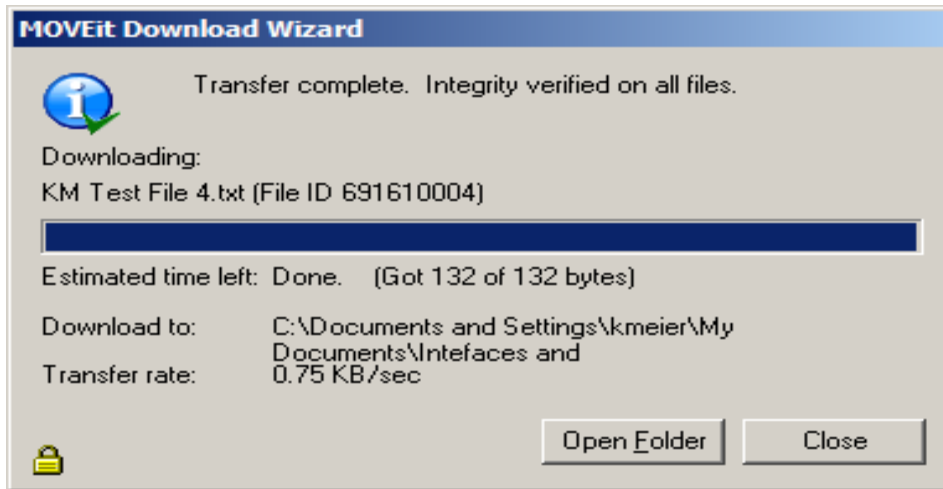 MOVEit Download Wizard
Transfer complete.  Integrity verified on all files.
Downloading:
KM Test File 4.txt (File ID 691610004)
Estimated time left:  Done.    (Got 132 of 132 bytes)
Download to:  C:\Documents and Settings\kmeier\My
Documents\Intefaces and
Transfer rate:  0.75 KB/sec
Open Folder
Close